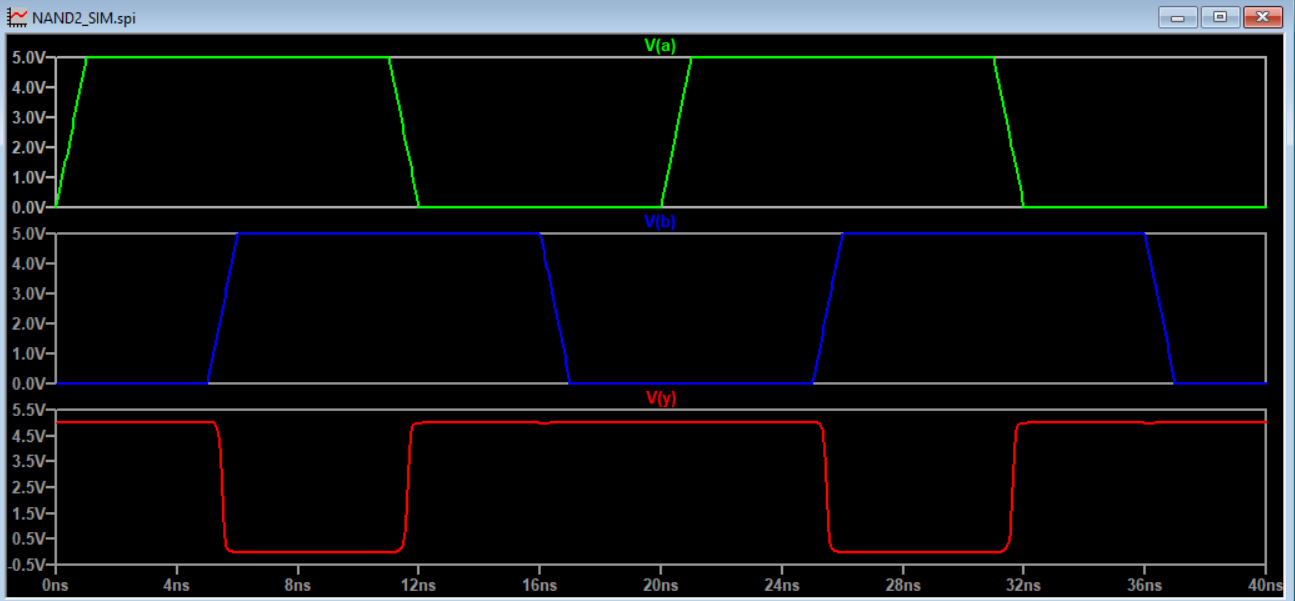 NAND2_SIM.spi
V(a)
5.0V
4.0V
3.0V
2.0V
1.0V
0.0V
V(b)
5.0V
4.0V
3.0V
2.0V
1.0V
0.0V
V(y)
5.5V
4.5V
3.5V
2.5V
1.5V
0.5V
-0.5V
0ns 4ns 8ns 12ns 16ns 20ns 24ns 28ns 32ns 36ns 40ns